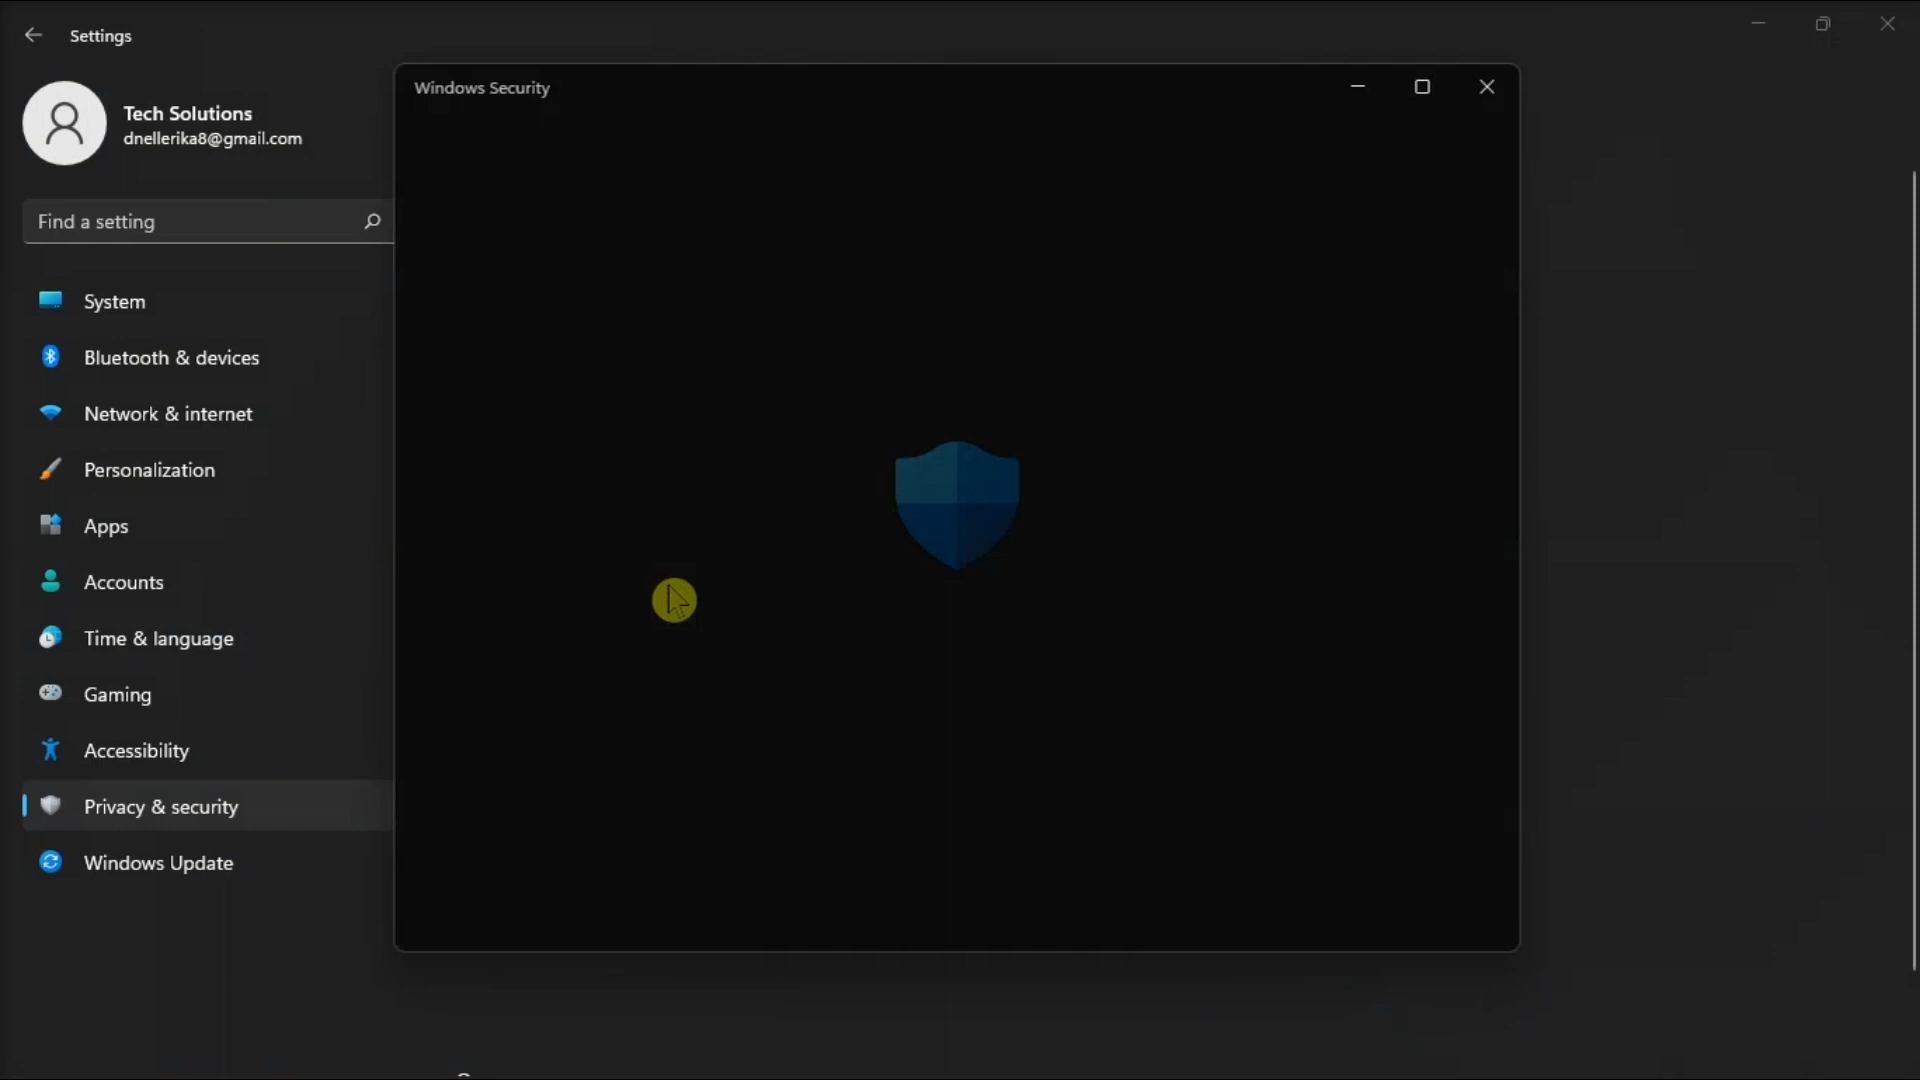 Settings
Tech Solutions
dnellerika8@gmail.com
Find a setting
System
Bluetooth & devices
Network & internet
Personalization
Apps
Accounts
Time & language
Gaming
Accessibility
Privacy & security
Windows Update
Windows Security